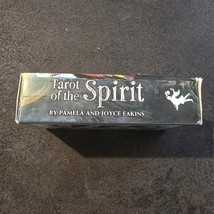 Tarot
of the Spirit
BY PAMELA AND JOYCE EAKINS